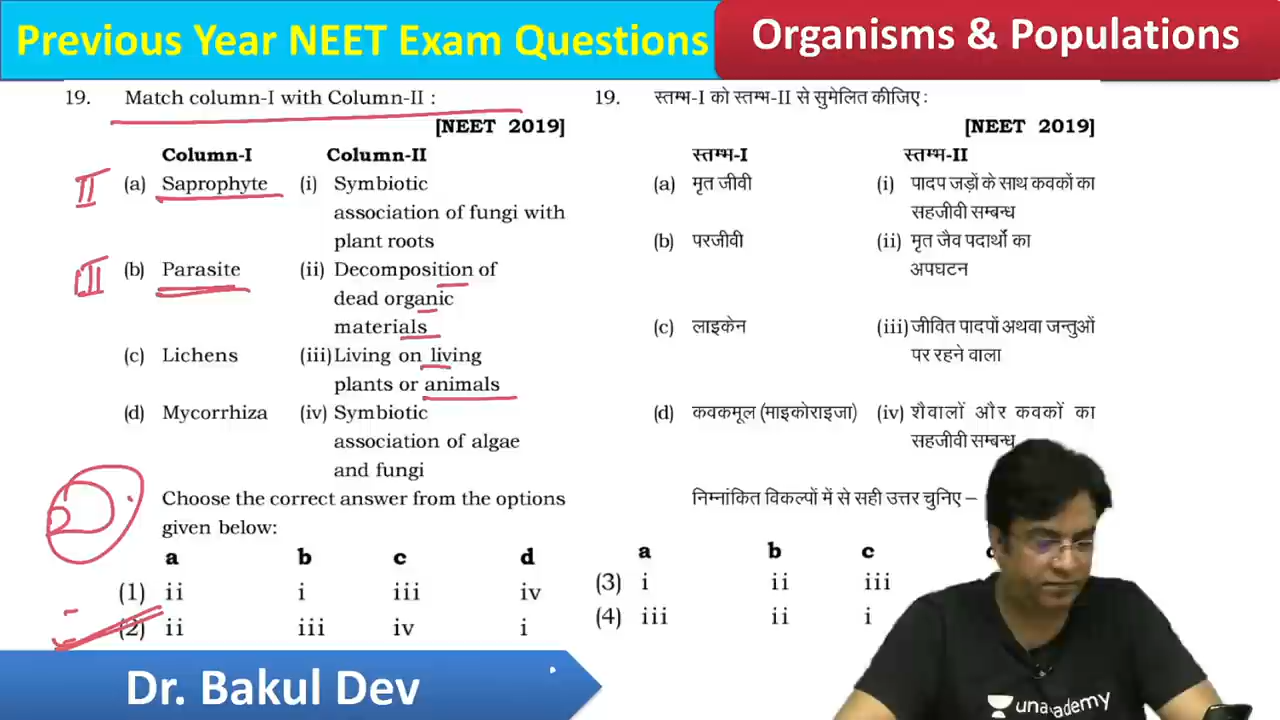 Previous Year NEET Exam Questions
Organisms & Populations
19. Match column-I with Column-II :
[NEET 2019]
Column-I Column-II
II (a) Saprophyte (i) Symbiotic
association of fungi with
plant roots
(b) Parasite (ii) Decomposition of
dead organic
materials
(c) Lichens (iii) Living on living
plants or animals
(d) Mycorrhiza (iv) Symbiotic
association of algae
and fungi
Choose the correct answer from the options
given below:
a b c d
(1) ii i iii iv
(2) ii iii iv i
19. स्तम्भ-I को स्तम्भ-II से सुमेलित कीजिए :
[NEET 2019]
स्तम्भ-I स्तम्भ-II
(a) मृत जीवी (i) पादप जड़ों के साथ कवकों का
सहजीवी सम्बन्ध
(b) परजीवी (ii) मृत जैव पदार्थों का
अपघटन
(c) लाइकेन (iii) जीवित पादपों अथवा जन्तुओं
पर रहने वाला
(d) कवकमूल (माइकोराइजा) (iv) शैवालों और कवकों का
सहजीवी सम्बन्ध
निम्नांकित विकल्पों में से सही उत्तर चुनिए –
a b c
(3) i ii iii
(4) iii ii i
Dr. Bakul Dev
unacademy